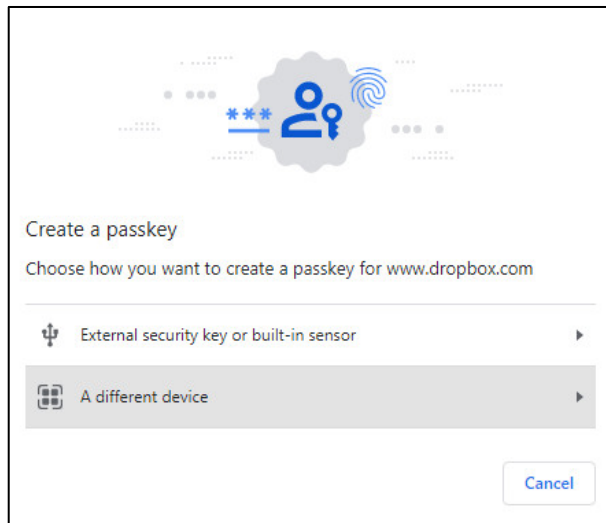 ***
Create a passkey
Choose how you want to create a passkey for www.dropbox.com
External security key or built-in sensor
A different device
Cancel